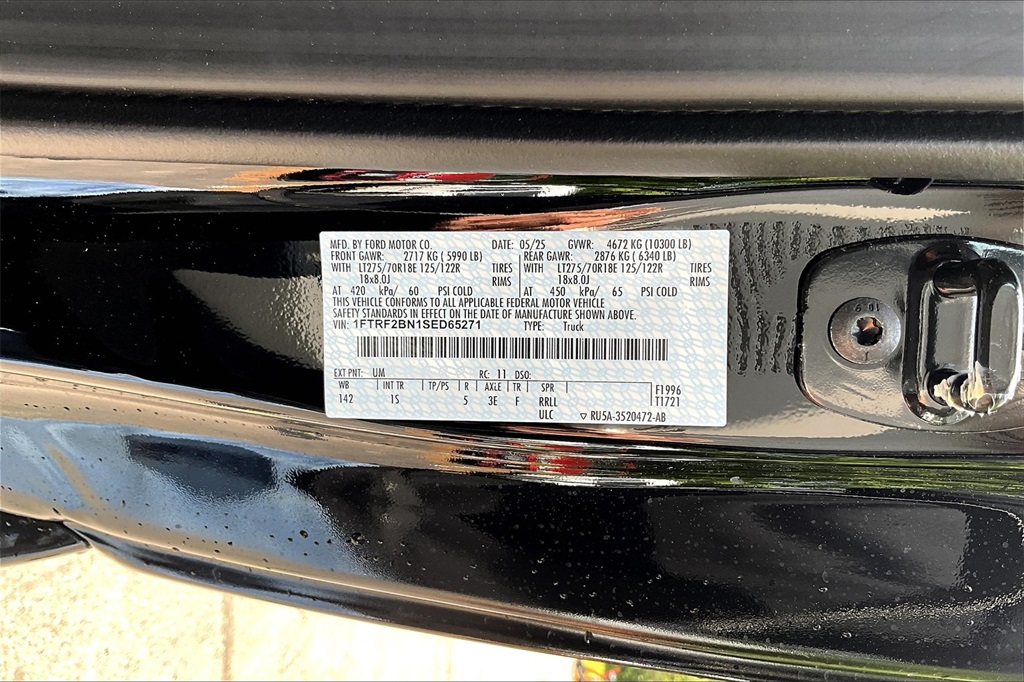 MFD. BY FORD MOTOR CO. DATE: 05/25 GVWR: 4672 KG (10300 LB)
FRONT GAWR: 2717 KG ( 5990 LB) REAR GAWR: 2876 KG ( 6340 LB)
WITH LT275/70R18E 125/122R TIRES WITH LT275/70R18E 125/122R TIRES
18x8.0J RIMS 18x8.0J RIMS
AT 420 kPa/ 60 PSI COLD AT 450 kPa/ 65 PSI COLD
THIS VEHICLE CONFORMS TO ALL APPLICABLE FEDERAL MOTOR VEHICLE
SAFETY STANDARDS IN EFFECT ON THE DATE OF MANUFACTURE SHOWN ABOVE.
VIN: 1FTRF2BN1SED65271 TYPE: Truck
EXT PNT: UM RC: 11 DSO:
WB INT TR TP/PS R AXLE TR SPR F1996
142 1S 5 3E F RRLL T1721
ULC ▽ RU5A-3520472-AB
10.9